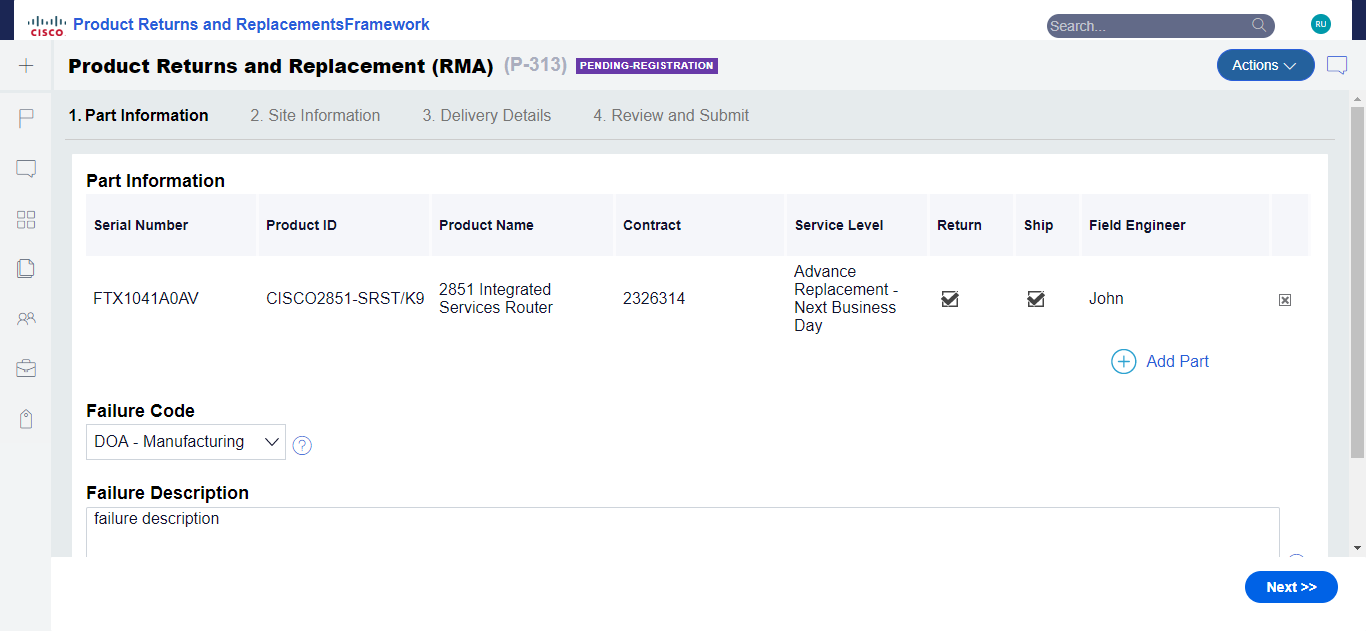 CISCO
Product Returns and ReplacementsFramework
Search...
RU
Product Returns and Replacement (RMA) (P-313) PENDING-REGISTRATION
Actions
1. Part Information 2. Site Information 3. Delivery Details 4. Review and Submit
Part Information
Serial Number Product ID Product Name Contract Service Level Return Ship Field Engineer
FTX1041A0AV CISCO2851-SRST/K9
2851 Integrated
Services Router
2326314
Advance
Replacement -
Next Business
Day
John
Add Part
Failure Code
DOA - Manufacturing
?
Failure Description
failure description
Next >>